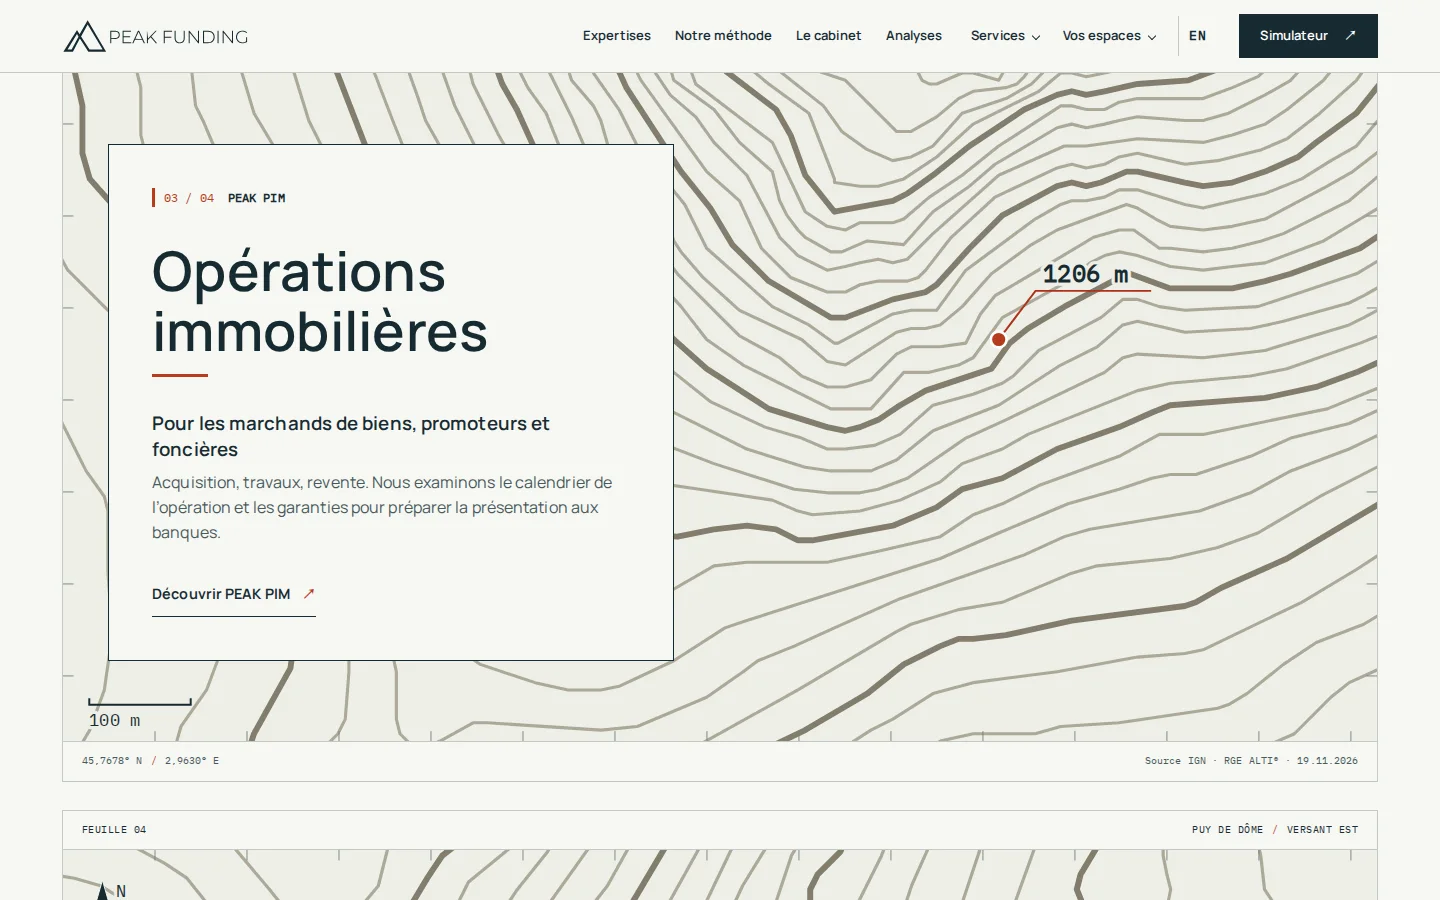 PEAK FUNDING
Expertises
Notre méthode
Le cabinet
Analyses
Services
Vos espaces
EN
Simulateur ↗
03 / 04 PEAK PIM
Opérations
immobilières
Pour les marchands de biens, promoteurs et
foncières
Acquisition, travaux, revente. Nous examinons le calendrier de
l’opération et les garanties pour préparer la présentation aux
banques.
Découvrir PEAK PIM ↗
1206 m
100 m
45,7678° N / 2,9630° E
Source IGN · RGE ALTI® · 19.11.2026
FEUILLE 04
PUY DE DÔME / VERSANT EST
N